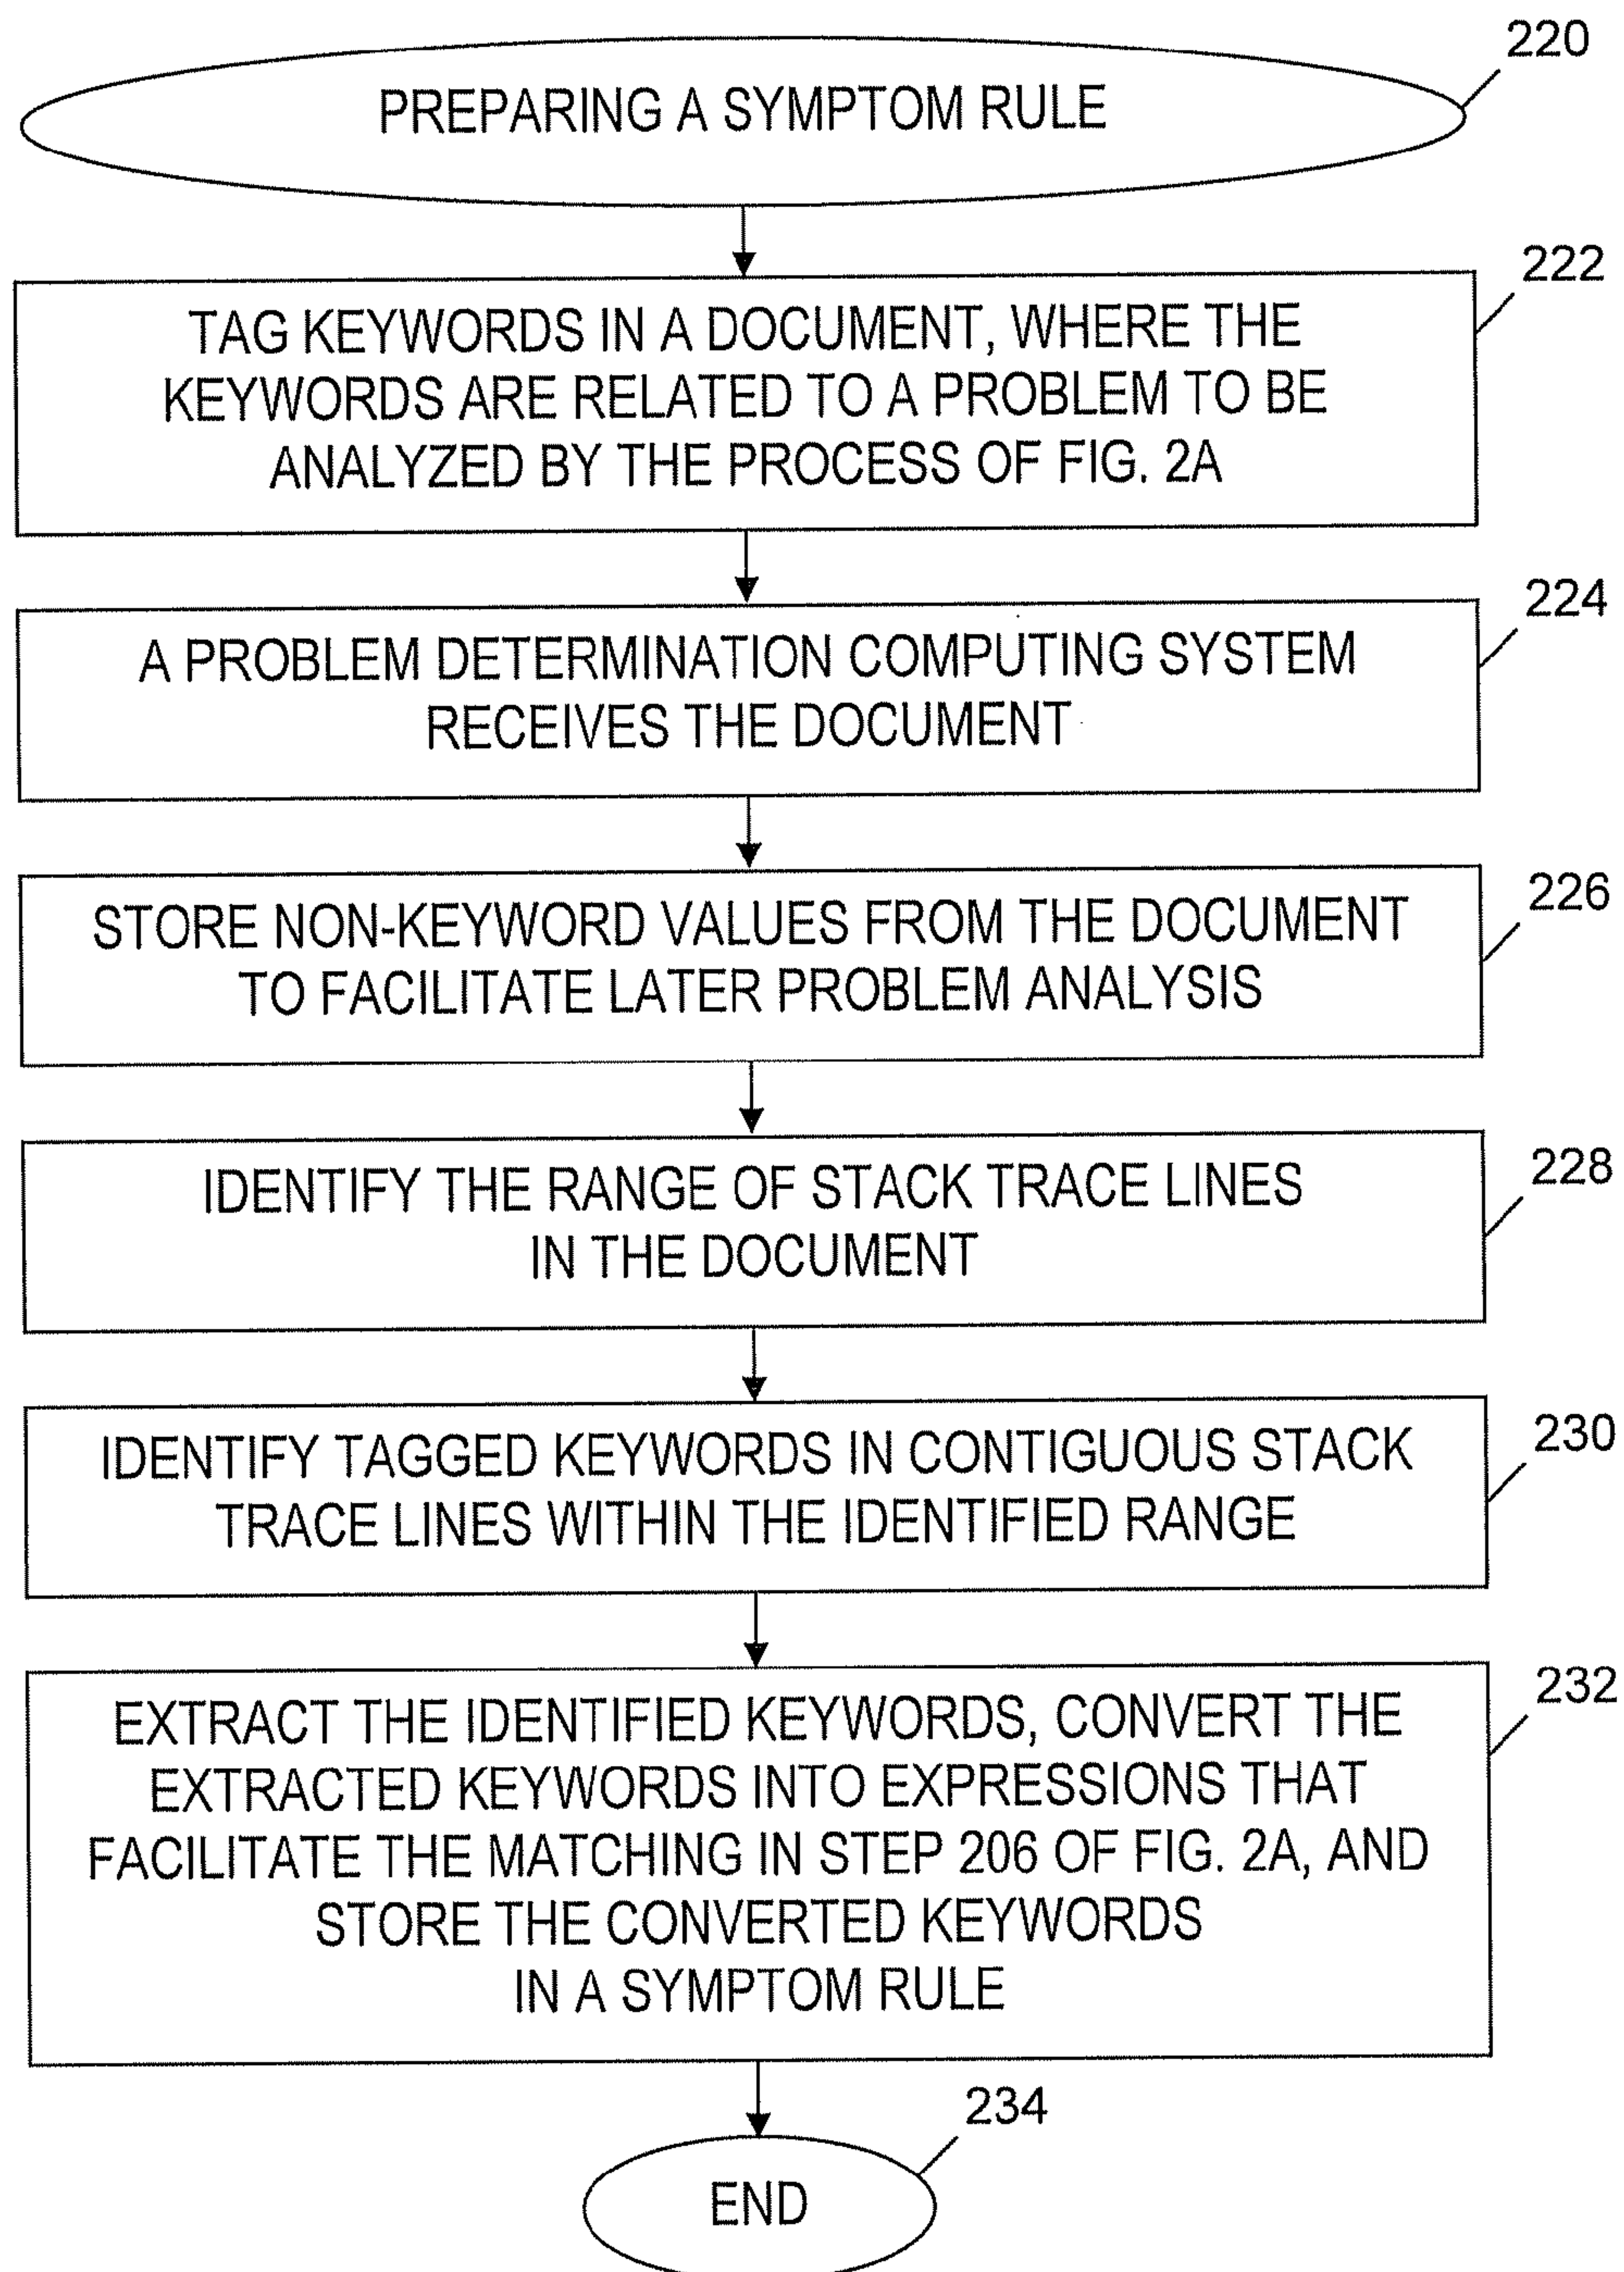 220
PREPARING A SYMPTOM RULE
222
TAG KEYWORDS IN A DOCUMENT, WHERE THE
KEYWORDS ARE RELATED TO A PROBLEM TO BE
ANALYZED BY THE PROCESS OF FIG. 2A
224
A PROBLEM DETERMINATION COMPUTING SYSTEM
RECEIVES THE DOCUMENT
226
STORE NON-KEYWORD VALUES FROM THE DOCUMENT
TO FACILITATE LATER PROBLEM ANALYSIS
228
IDENTIFY THE RANGE OF STACK TRACE LINES
IN THE DOCUMENT
230
IDENTIFY TAGGED KEYWORDS IN CONTIGUOUS STACK
TRACE LINES WITHIN THE IDENTIFIED RANGE
232
EXTRACT THE IDENTIFIED KEYWORDS, CONVERT THE
EXTRACTED KEYWORDS INTO EXPRESSIONS THAT
FACILITATE THE MATCHING IN STEP 206 OF FIG. 2A, AND
STORE THE CONVERTED KEYWORDS
IN A SYMPTOM RULE
234
END